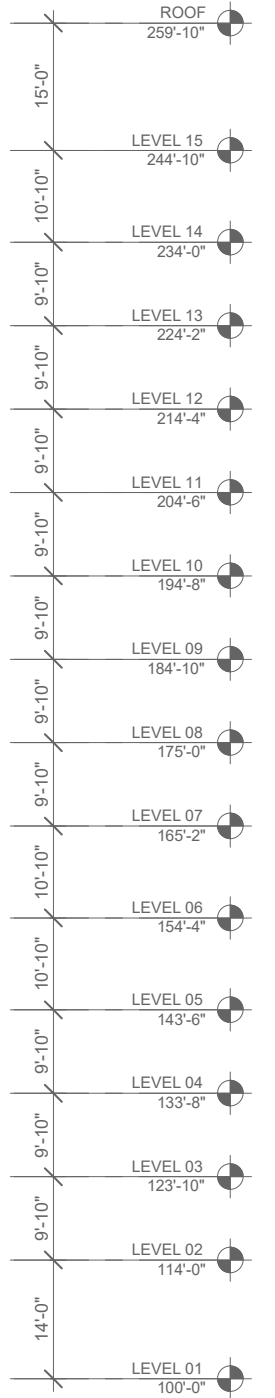 ROOF
259'-10"
15'-0"
LEVEL 15
244'-10"
10'-10"
LEVEL 14
234'-0"
9'-10"
LEVEL 13
224'-2"
9'-10"
LEVEL 12
214'-4"
9'-10"
LEVEL 11
204'-6"
9'-10"
LEVEL 10
194'-8"
9'-10"
LEVEL 09
184'-10"
9'-10"
LEVEL 08
175'-0"
9'-10"
LEVEL 07
165'-2"
10'-10"
LEVEL 06
154'-4"
10'-10"
LEVEL 05
143'-6"
9'-10"
LEVEL 04
133'-8"
9'-10"
LEVEL 03
123'-10"
9'-10"
LEVEL 02
114'-0"
14'-0"
LEVEL 01
100'-0"